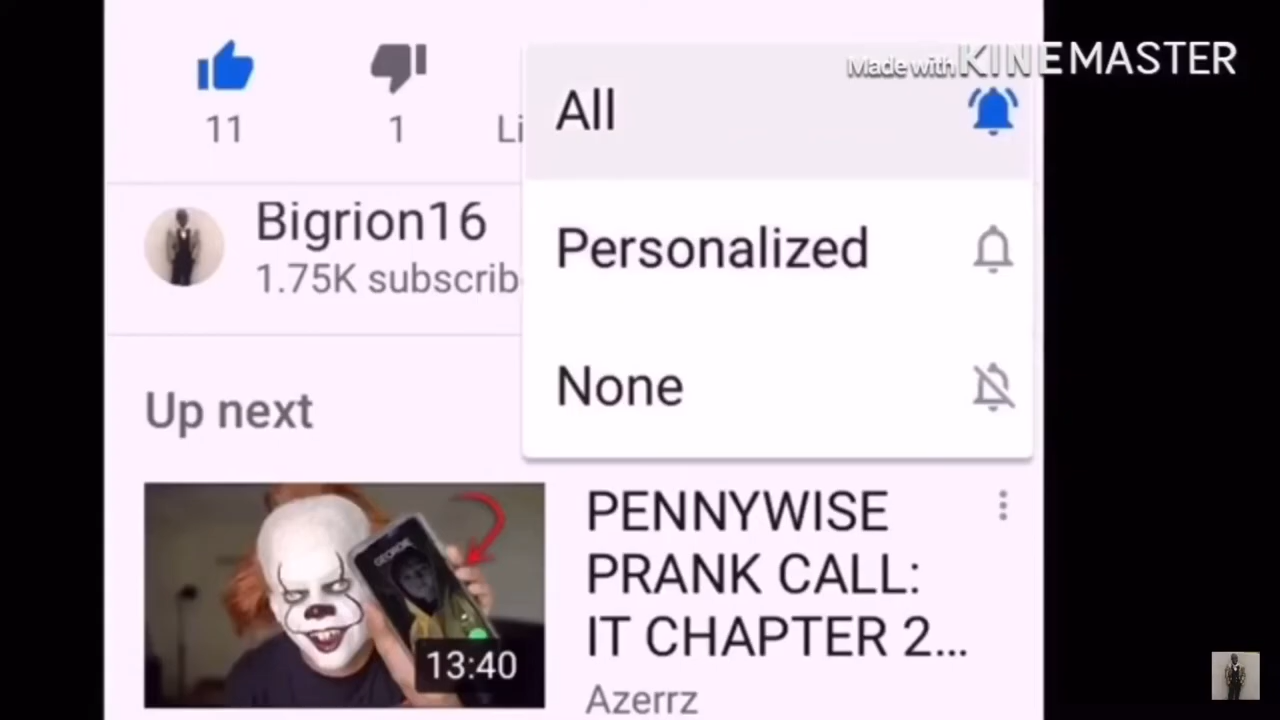 Made with KINEMASTER
All
11
1
Li
Bigrion16
1.75K subscrib
Personalized
None
Up next
PENNYWISE
PRANK CALL:
IT CHAPTER 2...
Azerrz
GEORGIE
13:40